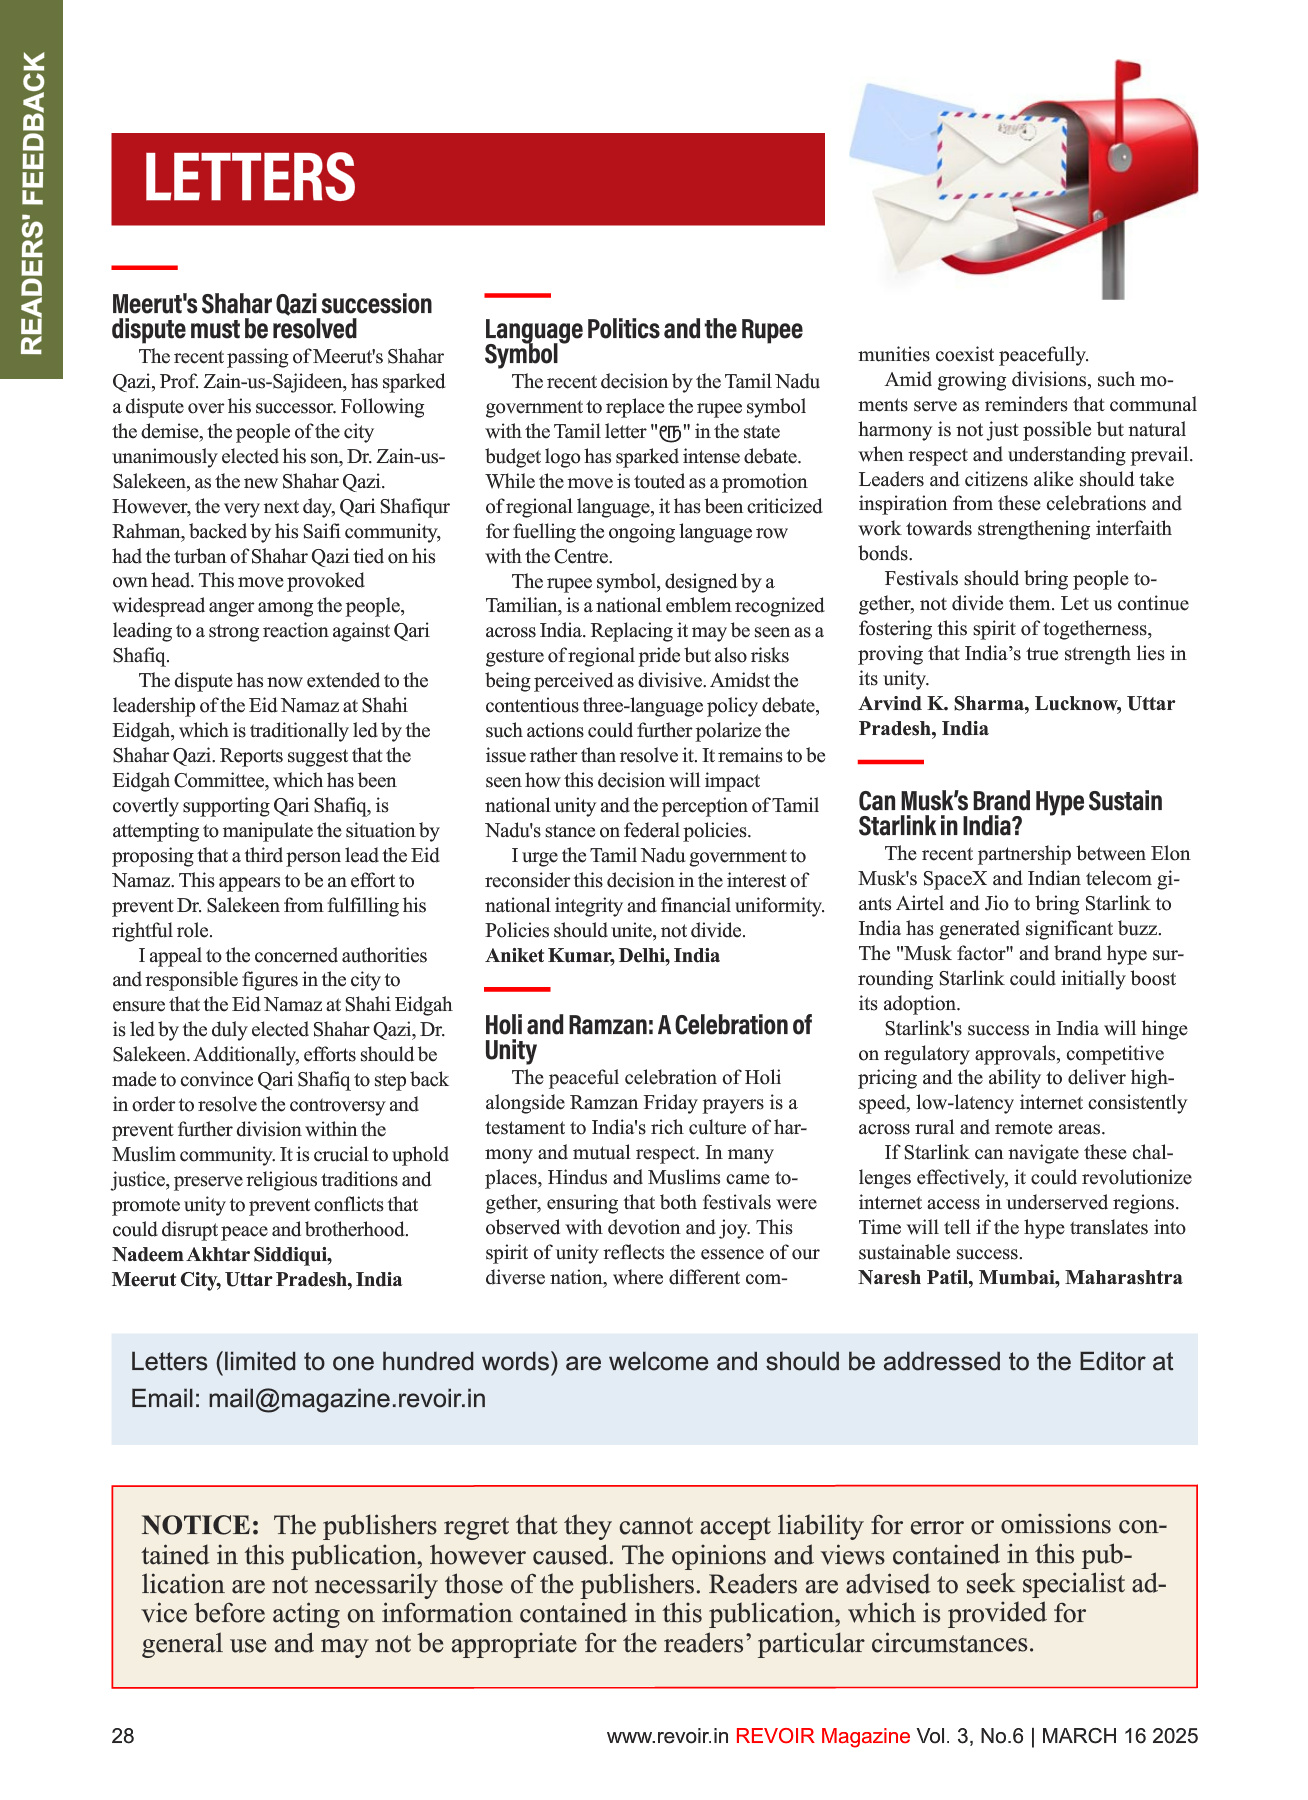 READERS' FEEDBACK
LETTERS
Meerut's Shahar Qazi succession
dispute must be resolved
The recent passing of Meerut's Shahar
Qazi, Prof. Zain-us-Sajideen, has sparked
a dispute over his successor. Following
the demise, the people of the city
unanimously elected his son, Dr. Zain-us-
Salekeen, as the new Shahar Qazi.
However, the very next day, Qari Shafiqur
Rahman, backed by his Saifi community,
had the turban of Shahar Qazi tied on his
own head. This move provoked
widespread anger among the people,
leading to a strong reaction against Qari
Shafiq.
The dispute has now extended to the
leadership of the Eid Namaz at Shahi
Eidgah, which is traditionally led by the
Shahar Qazi. Reports suggest that the
Eidgah Committee, which has been
covertly supporting Qari Shafiq, is
attempting to manipulate the situation by
proposing that a third person lead the Eid
Namaz. This appears to be an effort to
prevent Dr. Salekeen from fulfilling his
rightful role.
I appeal to the concerned authorities
and responsible figures in the city to
ensure that the Eid Namaz at Shahi Eidgah
is led by the duly elected Shahar Qazi, Dr.
Salekeen. Additionally, efforts should be
made to convince Qari Shafiq to step back
in order to resolve the controversy and
prevent further division within the
Muslim community. It is crucial to uphold
justice, preserve religious traditions and
promote unity to prevent conflicts that
could disrupt peace and brotherhood.
Nadeem Akhtar Siddiqui,
Meerut City, Uttar Pradesh, India
Language Politics and the Rupee
Symbol
The recent decision by the Tamil Nadu
government to replace the rupee symbol
with the Tamil letter "ரூ" in the state
budget logo has sparked intense debate.
While the move is touted as a promotion
of regional language, it has been criticized
for fuelling the ongoing language row
with the Centre.
The rupee symbol, designed by a
Tamilian, is a national emblem recognized
across India. Replacing it may be seen as a
gesture of regional pride but also risks
being perceived as divisive. Amidst the
contentious three-language policy debate,
such actions could further polarize the
issue rather than resolve it. It remains to be
seen how this decision will impact
national unity and the perception of Tamil
Nadu's stance on federal policies.
I urge the Tamil Nadu government to
reconsider this decision in the interest of
national integrity and financial uniformity.
Policies should unite, not divide.
Aniket Kumar, Delhi, India
Holi and Ramzan: A Celebration of
Unity
The peaceful celebration of Holi
alongside Ramzan Friday prayers is a
testament to India's rich culture of har-
mony and mutual respect. In many
places, Hindus and Muslims came to-
gether, ensuring that both festivals were
observed with devotion and joy. This
spirit of unity reflects the essence of our
diverse nation, where different com-
munities coexist peacefully.
Amid growing divisions, such mo-
ments serve as reminders that communal
harmony is not just possible but natural
when respect and understanding prevail.
Leaders and citizens alike should take
inspiration from these celebrations and
work towards strengthening interfaith
bonds.
Festivals should bring people to-
gether, not divide them. Let us continue
fostering this spirit of togetherness,
proving that India’s true strength lies in
its unity.
Arvind K. Sharma, Lucknow, Uttar
Pradesh, India
Can Musk’s Brand Hype Sustain
Starlink in India?
The recent partnership between Elon
Musk's SpaceX and Indian telecom gi-
ants Airtel and Jio to bring Starlink to
India has generated significant buzz.
The "Musk factor" and brand hype sur-
rounding Starlink could initially boost
its adoption.
Starlink's success in India will hinge
on regulatory approvals, competitive
pricing and the ability to deliver high-
speed, low-latency internet consistently
across rural and remote areas.
If Starlink can navigate these chal-
lenges effectively, it could revolutionize
internet access in underserved regions.
Time will tell if the hype translates into
sustainable success.
Naresh Patil, Mumbai, Maharashtra
Letters (limited to one hundred words) are welcome and should be addressed to the Editor at
Email: mail@magazine.revoir.in
NOTICE: The publishers regret that they cannot accept liability for error or omissions con-
tained in this publication, however caused. The opinions and views contained in this pub-
lication are not necessarily those of the publishers. Readers are advised to seek specialist ad-
vice before acting on information contained in this publication, which is provided for
general use and may not be appropriate for the readers’ particular circumstances.
28
www.revoir.in REVOIR Magazine Vol. 3, No.6 | MARCH 16 2025